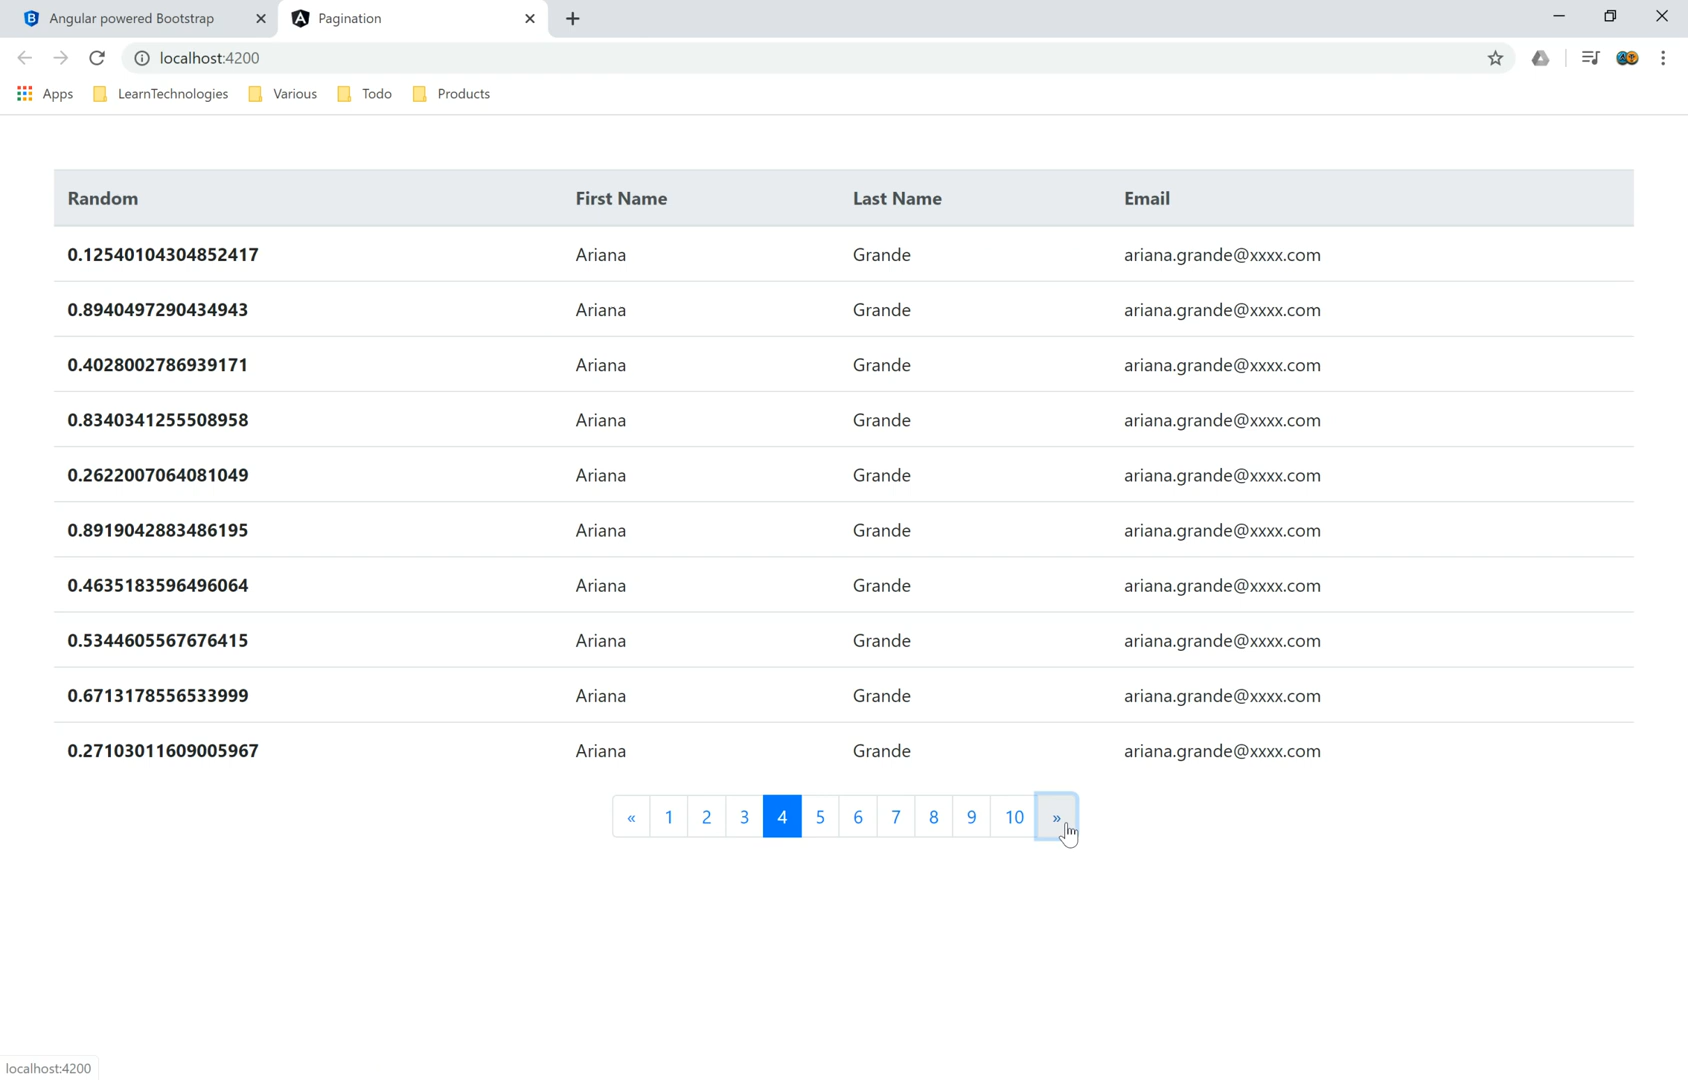 Angular powered Bootstrap
Pagination
localhost:4200
Apps LearnTechnologies Various Todo Products
Random First Name Last Name Email
0.12540104304852417 Ariana Grande ariana.grande@xxxx.com
0.8940497290434943 Ariana Grande ariana.grande@xxxx.com
0.4028002786939171 Ariana Grande ariana.grande@xxxx.com
0.8340341255508958 Ariana Grande ariana.grande@xxxx.com
0.2622007064081049 Ariana Grande ariana.grande@xxxx.com
0.8919042883486195 Ariana Grande ariana.grande@xxxx.com
0.4635183596496064 Ariana Grande ariana.grande@xxxx.com
0.5344605567676415 Ariana Grande ariana.grande@xxxx.com
0.6713178556533999 Ariana Grande ariana.grande@xxxx.com
0.27103011609005967 Ariana Grande ariana.grande@xxxx.com
« 1 2 3 4 5 6 7 8 9 10 »
localhost:4200